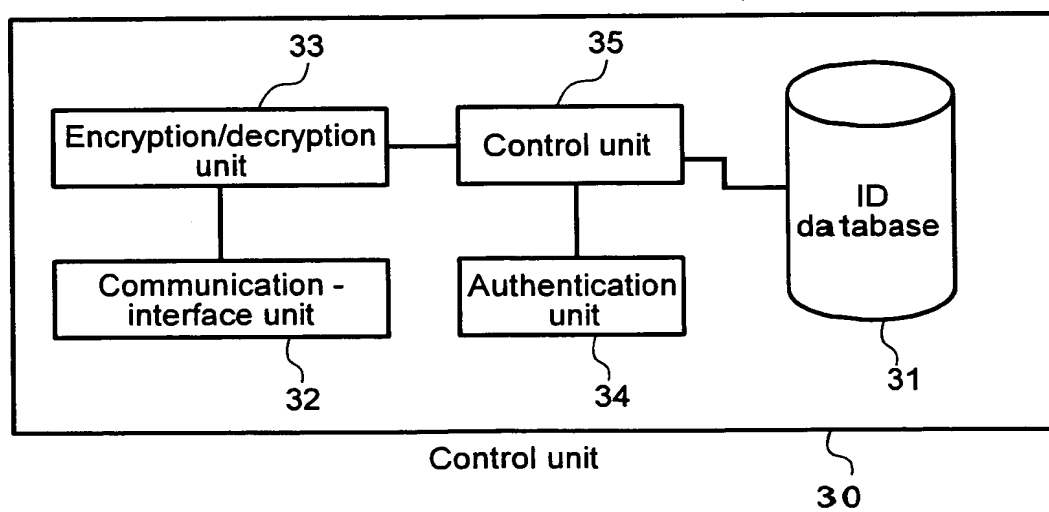 33
35
Encryption/decryption
unit
Control unit
ID
database
Communication -
interface unit
Authentication
unit
32
34
31
Control unit
30